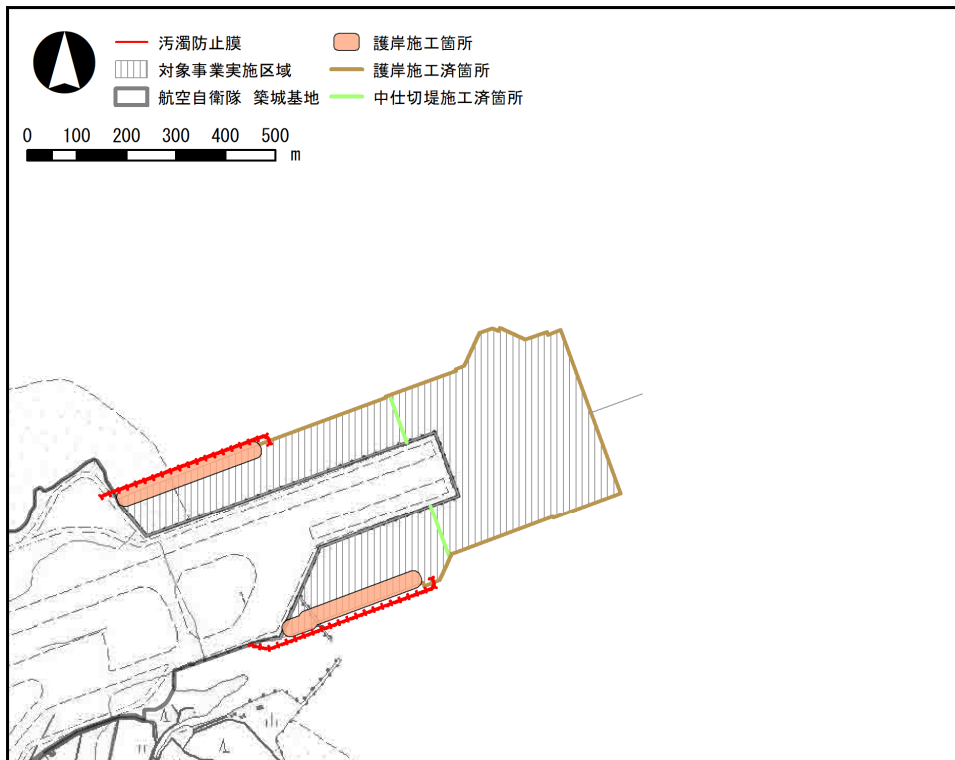 汚濁防止膜
護岸施工箇所
対象事業実施区域
護岸施工済箇所
航空自衛隊 築城基地
中仕切堤施工済箇所
0 100 200 300 400 500
m